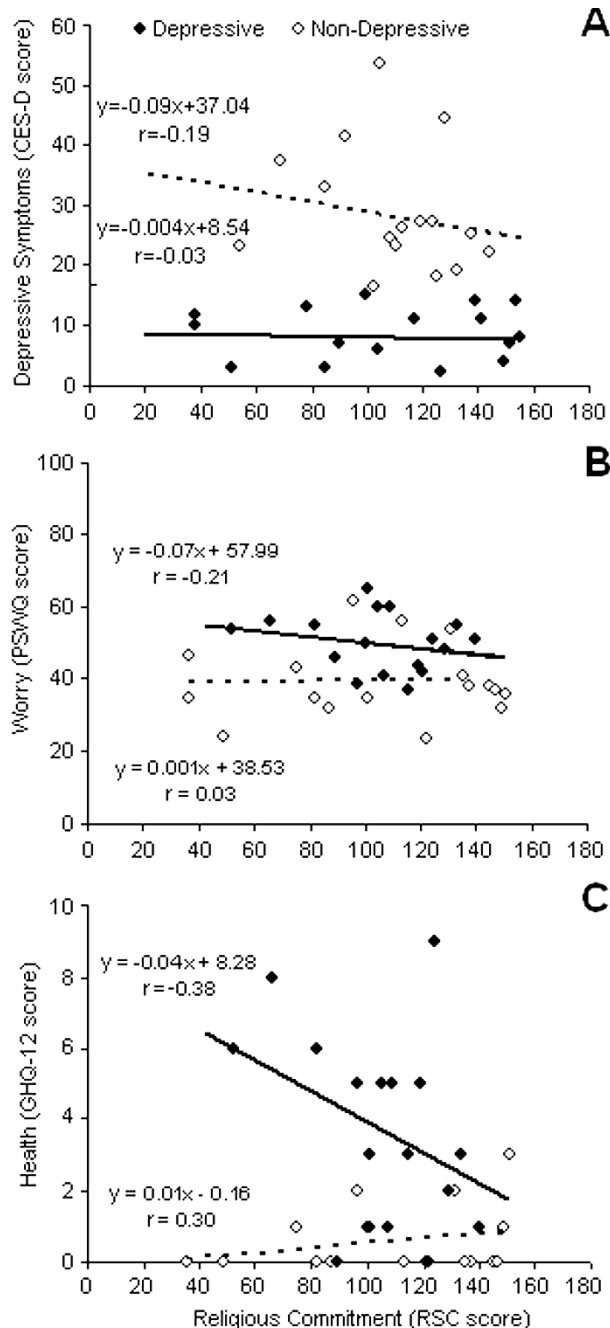 A
◆ Depressive ◇ Non-Depressive
Depressive Symptoms (CES-D score)
60
50
40
30
20
10
0
y=-0.09x+37.04
r=-0.19
y=-0.004x+8.54
r=-0.03
0 20 40 60 80 100 120 140 160 180
B
Worry (PSWQ score)
100
80
60
40
20
0
y = -0.07x + 57.99
r = -0.21
y = 0.001x + 38.53
r = 0.03
0 20 40 60 80 100 120 140 160 180
C
Health (GHQ-12 score)
10
8
6
4
2
0
y = -0.04x + 8.28
r = -0.38
y = 0.01x - 0.16
r = 0.30
0 20 40 60 80 100 120 140 160 180
Religious Commitment (RSC score)